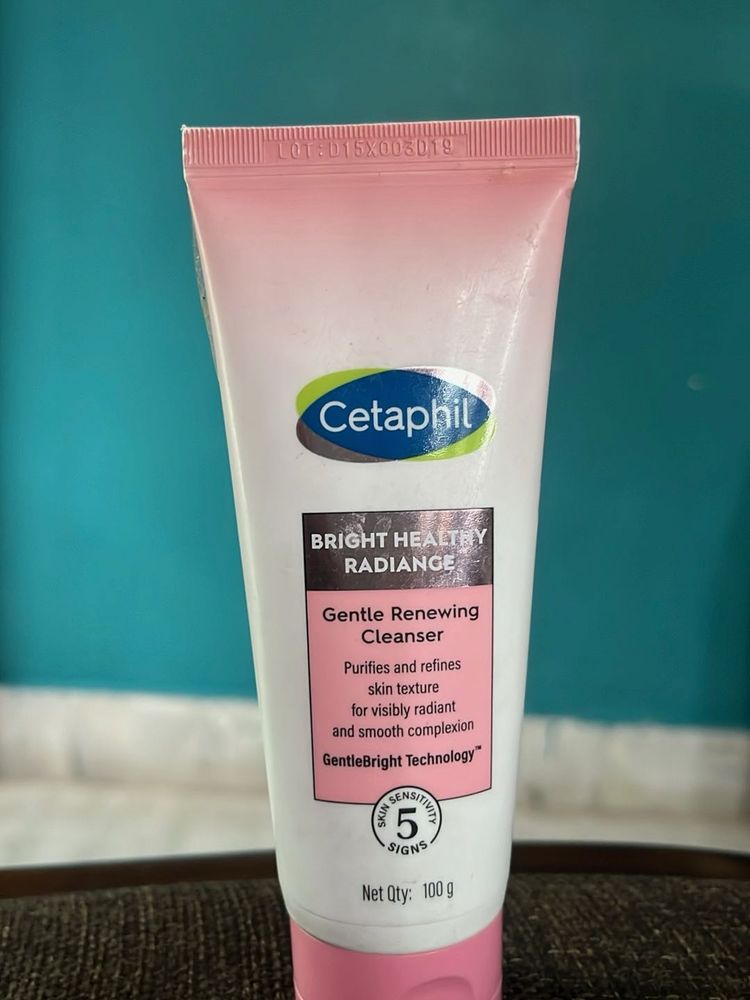 LOT:D15X003D19
Cetaphil
BRIGHT HEALTHY
RADIANCE
Gentle Renewing
Cleanser
Purifies and refines
skin texture
for visibly radiant
and smooth complexion
GentleBright Technology™
SKIN SENSITIVITY
5
SIGNS
Net Qty: 100 g